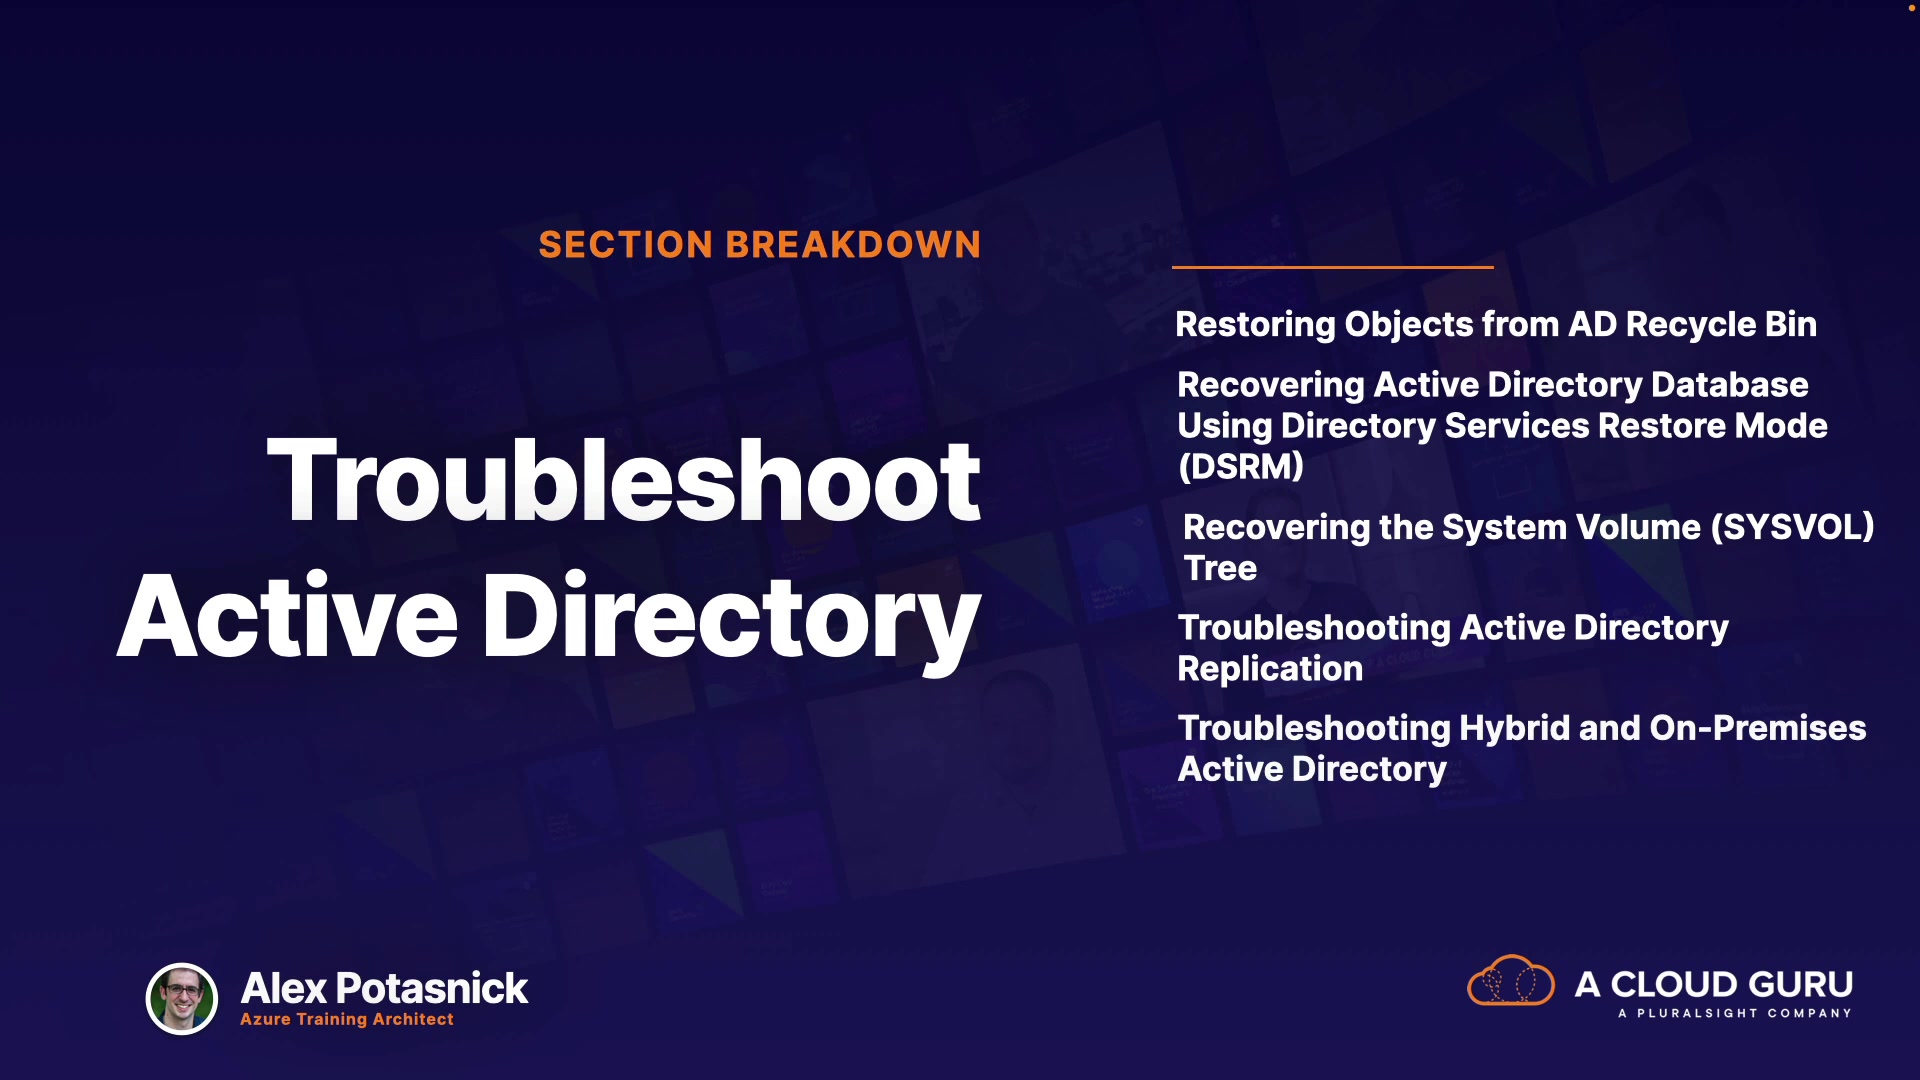 SECTION BREAKDOWN
Troubleshoot
Active Directory
Restoring Objects from AD Recycle Bin
Recovering Active Directory Database
Using Directory Services Restore Mode
(DSRM)
Recovering the System Volume (SYSVOL)
Tree
Troubleshooting Active Directory
Replication
Troubleshooting Hybrid and On-Premises
Active Directory
Alex Potasnick
Azure Training Architect
A CLOUD GURU
A PLURALSIGHT COMPANY